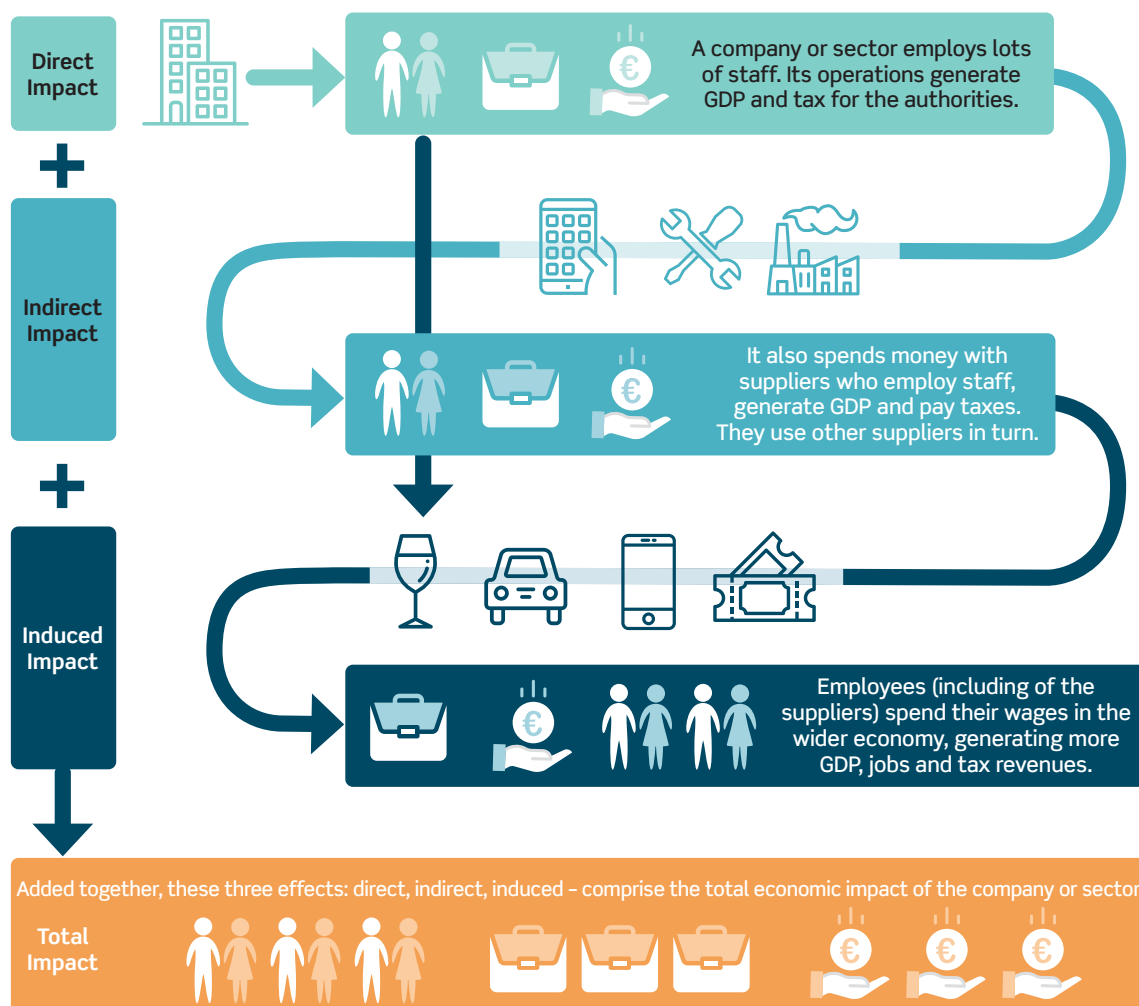 Direct
Impact
A company or sector employs lots
of staff. Its operations generate
GDP and tax for the authorities.
€
+
Indirect
Impact
It also spends money with
suppliers who employ staff,
generate GDP and pay taxes.
They use other suppliers in turn.
€
+
Induced
Impact
€
Employees (including of the
suppliers) spend their wages in the
wider economy, generating more
GDP, jobs and tax revenues.
Added together, these three effects: direct, indirect, induced – comprise the total economic impact of the company or sector
Total
Impact
€ € €